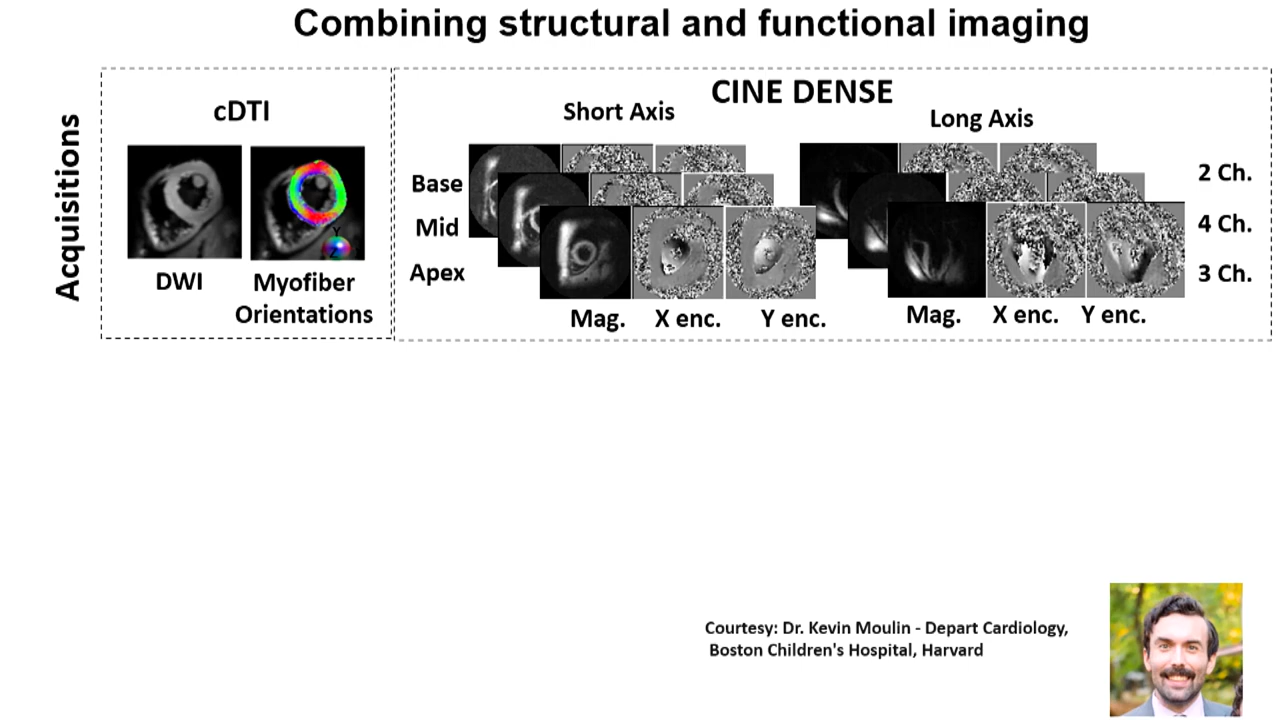 Combining structural and functional imaging
Acquisitions
cDTI
DWI
Myofiber
Orientations
CINE DENSE
Short Axis
Long Axis
Base
Mid
Apex
Mag. X enc. Y enc.
2 Ch.
4 Ch.
3 Ch.
Mag. X enc. Y enc.
Courtesy: Dr. Kevin Moulin - Depart Cardiology,
Boston Children's Hospital, Harvard